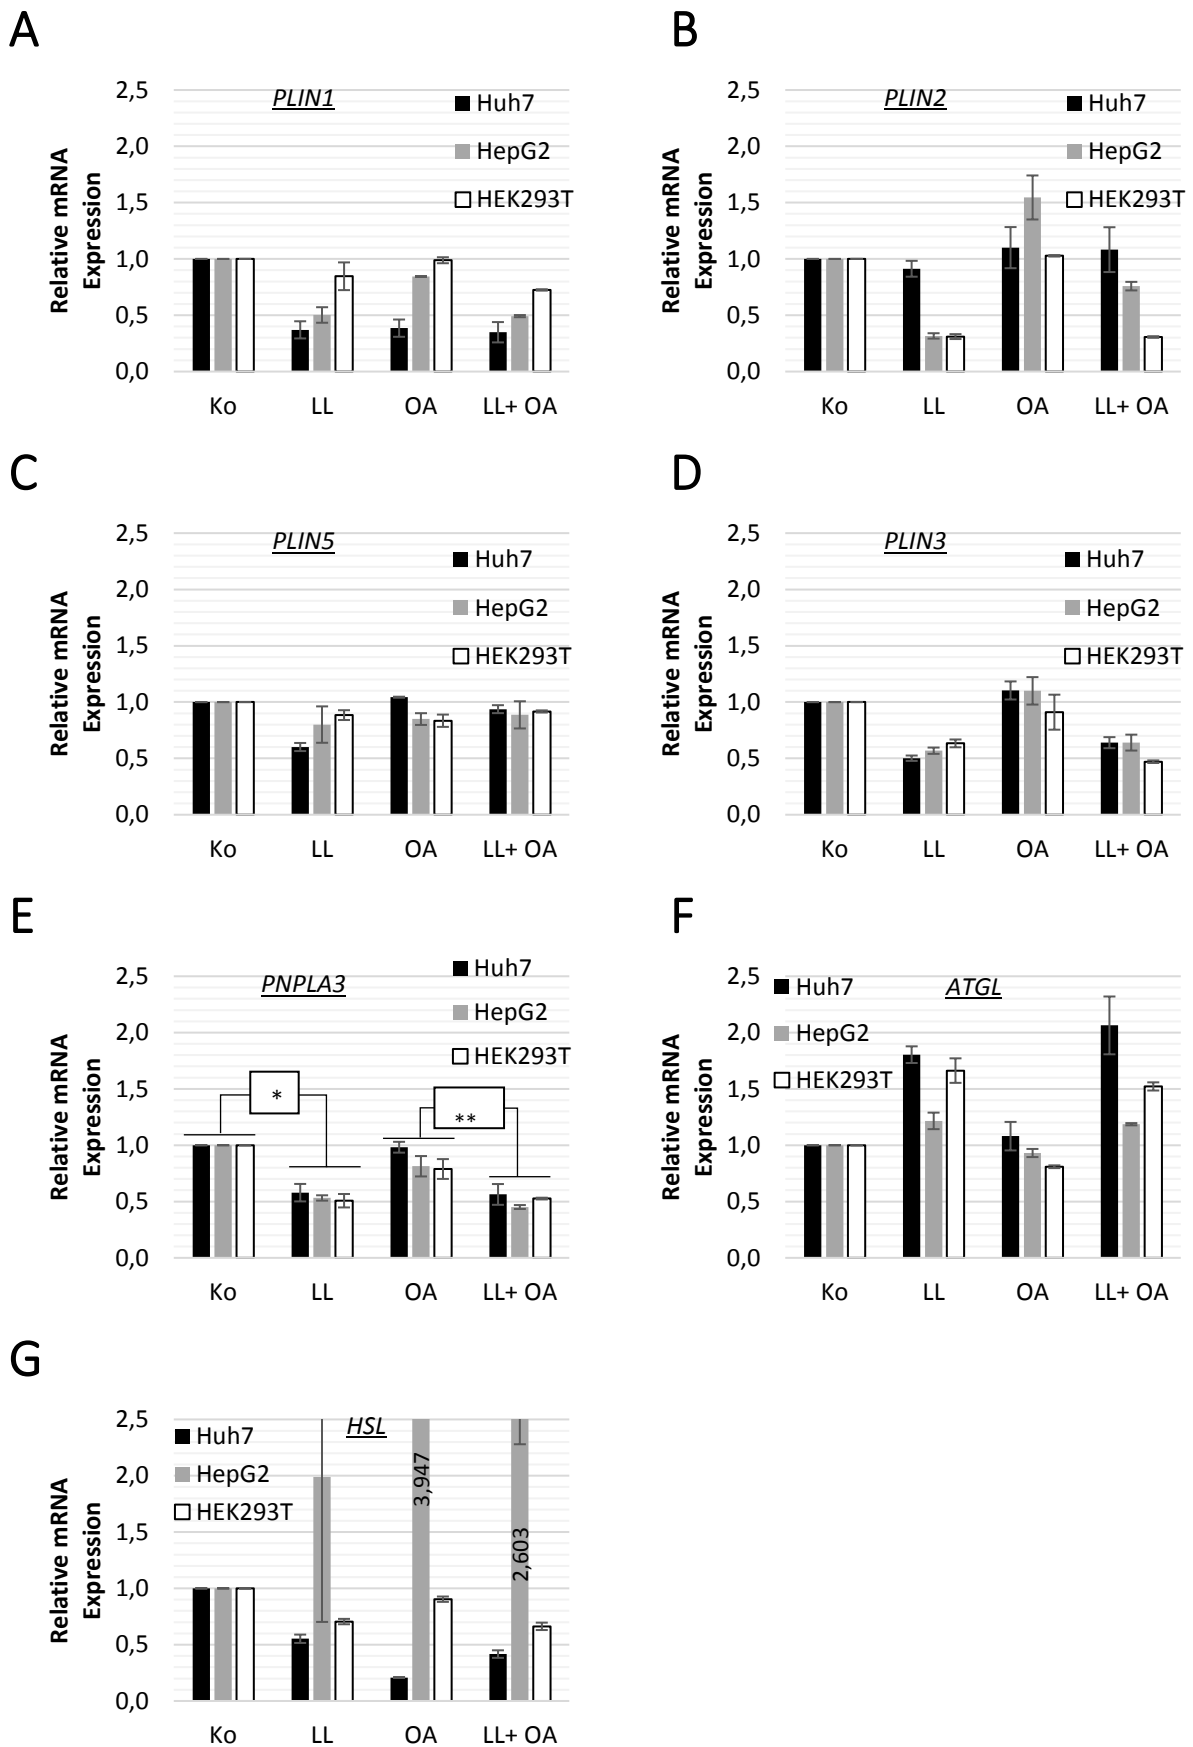 A
PLIN1
Relative mRNA
Expression
2,5
2,0
1,5
1,0
0,5
0,0
Huh7
HepG2
HEK293T
Ko LL OA LL+ OA
B
PLIN2
Relative mRNA
Expression
2,5
2,0
1,5
1,0
0,5
0,0
Huh7
HepG2
HEK293T
Ko LL OA LL+ OA
C
PLIN5
Relative mRNA
Expression
2,5
2,0
1,5
1,0
0,5
0,0
Huh7
HepG2
HEK293T
Ko LL OA LL+ OA
D
PLIN3
Relative mRNA
Expression
2,5
2,0
1,5
1,0
0,5
0,0
Huh7
HepG2
HEK293T
Ko LL OA LL+ OA
E
PNPLA3
Relative mRNA
Expression
2,5
2,0
1,5
1,0
0,5
0,0
Huh7
HepG2
HEK293T
*
**
Ko LL OA LL+ OA
F
ATGL
Relative mRNA
Expression
2,5
2,0
1,5
1,0
0,5
0,0
Huh7
HepG2
HEK293T
Ko LL OA LL+ OA
G
HSL
Relative mRNA
Expression
2,5
2,0
1,5
1,0
0,5
0,0
Huh7
HepG2
HEK293T
3,947
2,603
Ko LL OA LL+ OA